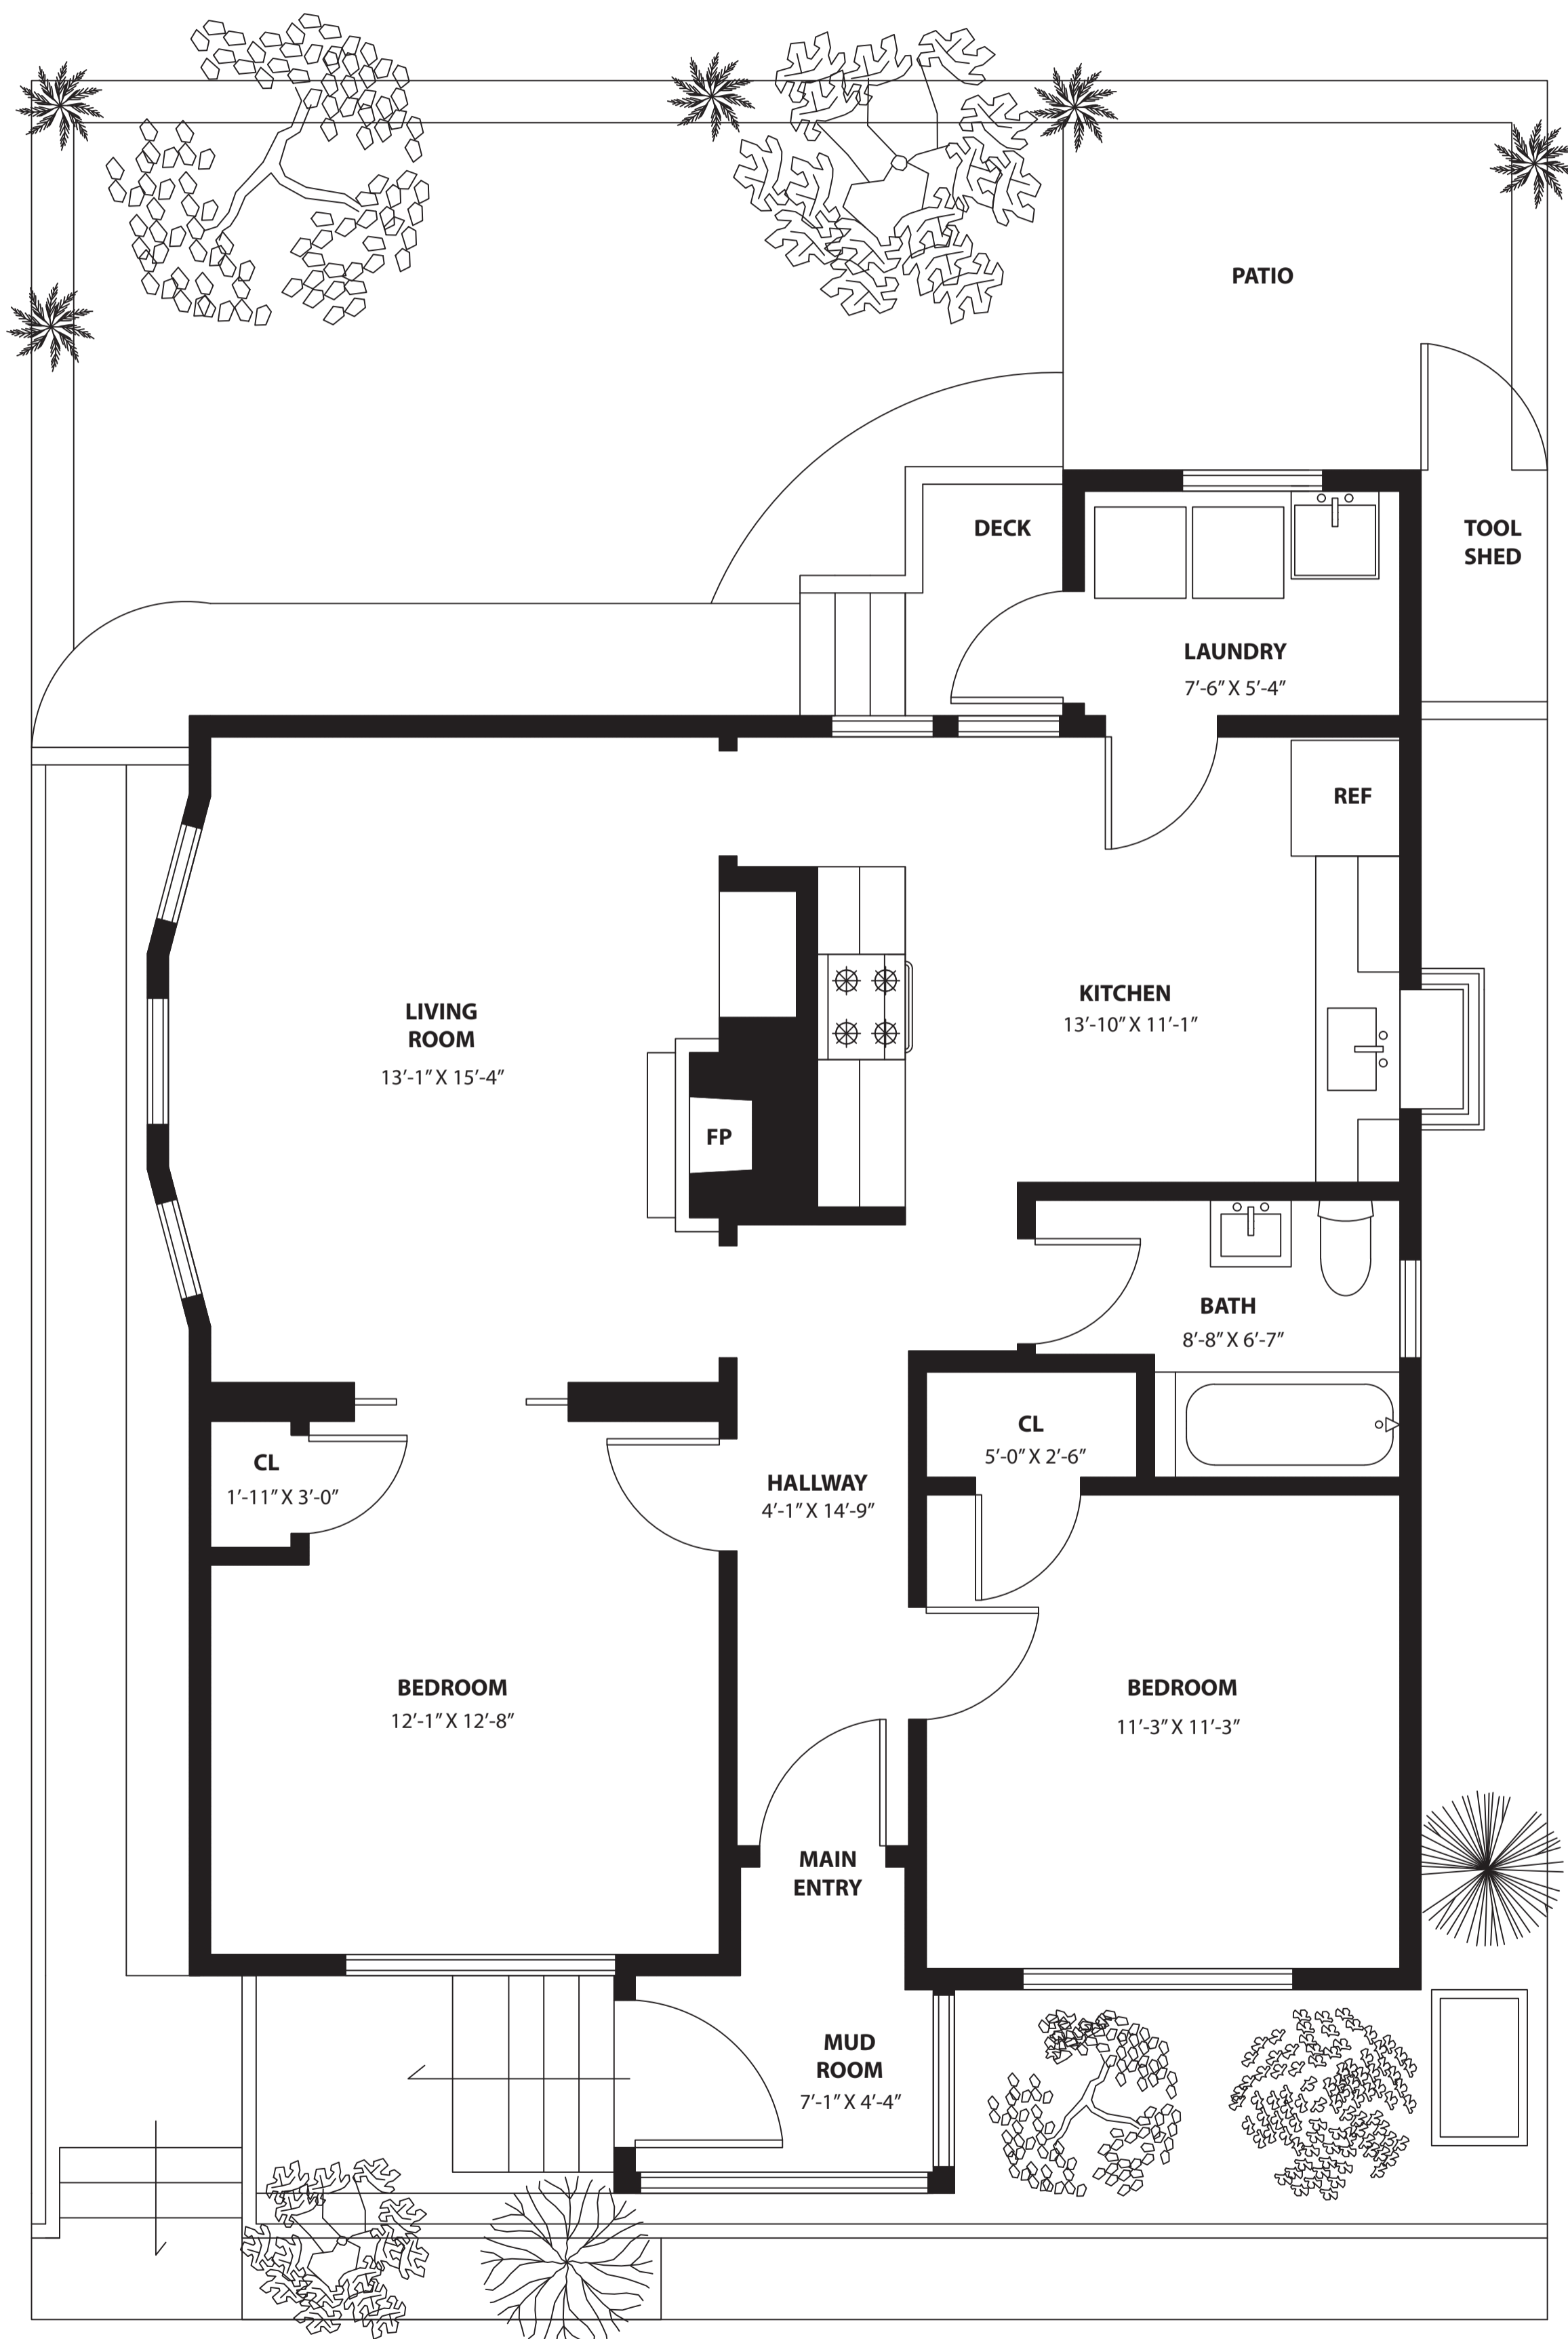 PATIO
DECK
TOOL
SHED
LAUNDRY
7’-6” X 5’-4”
REF
KITCHEN
13’-10” X 11’-1”
LIVING
ROOM
13’-1” X 15’-4”
FP
BATH
8’-8” X 6’-7”
CL
5’-0” X 2’-6”
CL
1’-11” X 3’-0”
HALLWAY
4’-1” X 14’-9”
BEDROOM
12’-1” X 12’-8”
BEDROOM
11’-3” X 11’-3”
MAIN
ENTRY
MUD
ROOM
7’-1” X 4’-4”